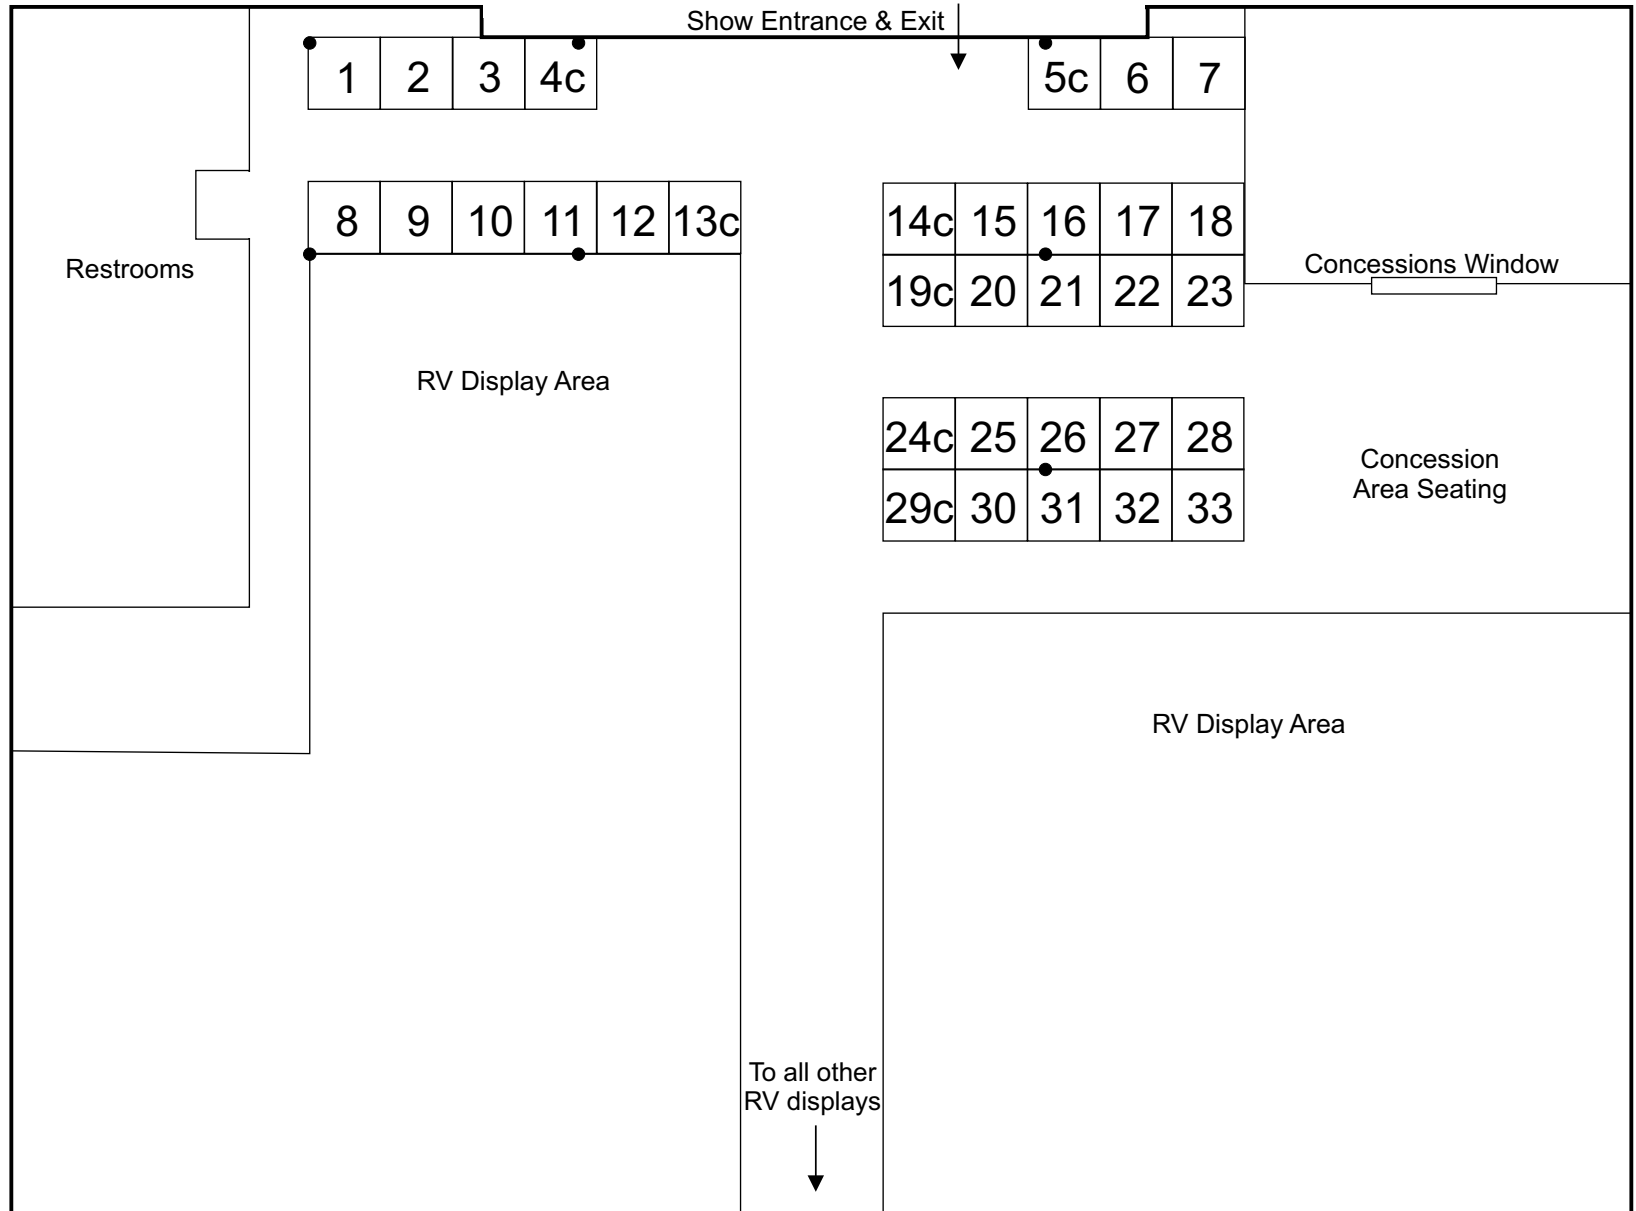 Show Entrance & Exit
1 2 3 4c
5c 6 7
8 9 10 11 12 13c
14c 15 16 17 18
Restrooms
Concessions Window
19c 20 21 22 23
RV Display Area
24c 25 26 27 28
Concession
Area Seating
29c 30 31 32 33
RV Display Area
To all other
RV displays